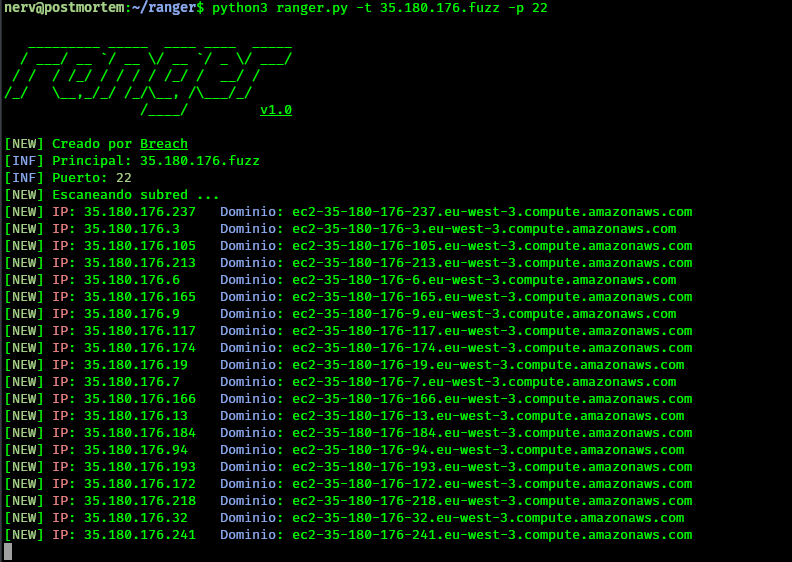 nerv@postmortem:~/ranger$ python3 ranger.py -t 35.180.176.fuzz -p 22
ranger
v1.0
[NEW] Creado por Breach
[INF] Principal: 35.180.176.fuzz
[INF] Puerto: 22
[NEW] Escaneando subred ...
[NEW] IP: 35.180.176.237   Dominio: ec2-35-180-176-237.eu-west-3.compute.amazonaws.com
[NEW] IP: 35.180.176.3     Dominio: ec2-35-180-176-3.eu-west-3.compute.amazonaws.com
[NEW] IP: 35.180.176.105   Dominio: ec2-35-180-176-105.eu-west-3.compute.amazonaws.com
[NEW] IP: 35.180.176.213   Dominio: ec2-35-180-176-213.eu-west-3.compute.amazonaws.com
[NEW] IP: 35.180.176.6     Dominio: ec2-35-180-176-6.eu-west-3.compute.amazonaws.com
[NEW] IP: 35.180.176.165   Dominio: ec2-35-180-176-165.eu-west-3.compute.amazonaws.com
[NEW] IP: 35.180.176.9     Dominio: ec2-35-180-176-9.eu-west-3.compute.amazonaws.com
[NEW] IP: 35.180.176.117   Dominio: ec2-35-180-176-117.eu-west-3.compute.amazonaws.com
[NEW] IP: 35.180.176.174   Dominio: ec2-35-180-176-174.eu-west-3.compute.amazonaws.com
[NEW] IP: 35.180.176.19    Dominio: ec2-35-180-176-19.eu-west-3.compute.amazonaws.com
[NEW] IP: 35.180.176.7     Dominio: ec2-35-180-176-7.eu-west-3.compute.amazonaws.com
[NEW] IP: 35.180.176.166   Dominio: ec2-35-180-176-166.eu-west-3.compute.amazonaws.com
[NEW] IP: 35.180.176.13    Dominio: ec2-35-180-176-13.eu-west-3.compute.amazonaws.com
[NEW] IP: 35.180.176.184   Dominio: ec2-35-180-176-184.eu-west-3.compute.amazonaws.com
[NEW] IP: 35.180.176.94    Dominio: ec2-35-180-176-94.eu-west-3.compute.amazonaws.com
[NEW] IP: 35.180.176.193   Dominio: ec2-35-180-176-193.eu-west-3.compute.amazonaws.com
[NEW] IP: 35.180.176.172   Dominio: ec2-35-180-176-172.eu-west-3.compute.amazonaws.com
[NEW] IP: 35.180.176.218   Dominio: ec2-35-180-176-218.eu-west-3.compute.amazonaws.com
[NEW] IP: 35.180.176.32    Dominio: ec2-35-180-176-32.eu-west-3.compute.amazonaws.com
[NEW] IP: 35.180.176.241   Dominio: ec2-35-180-176-241.eu-west-3.compute.amazonaws.com